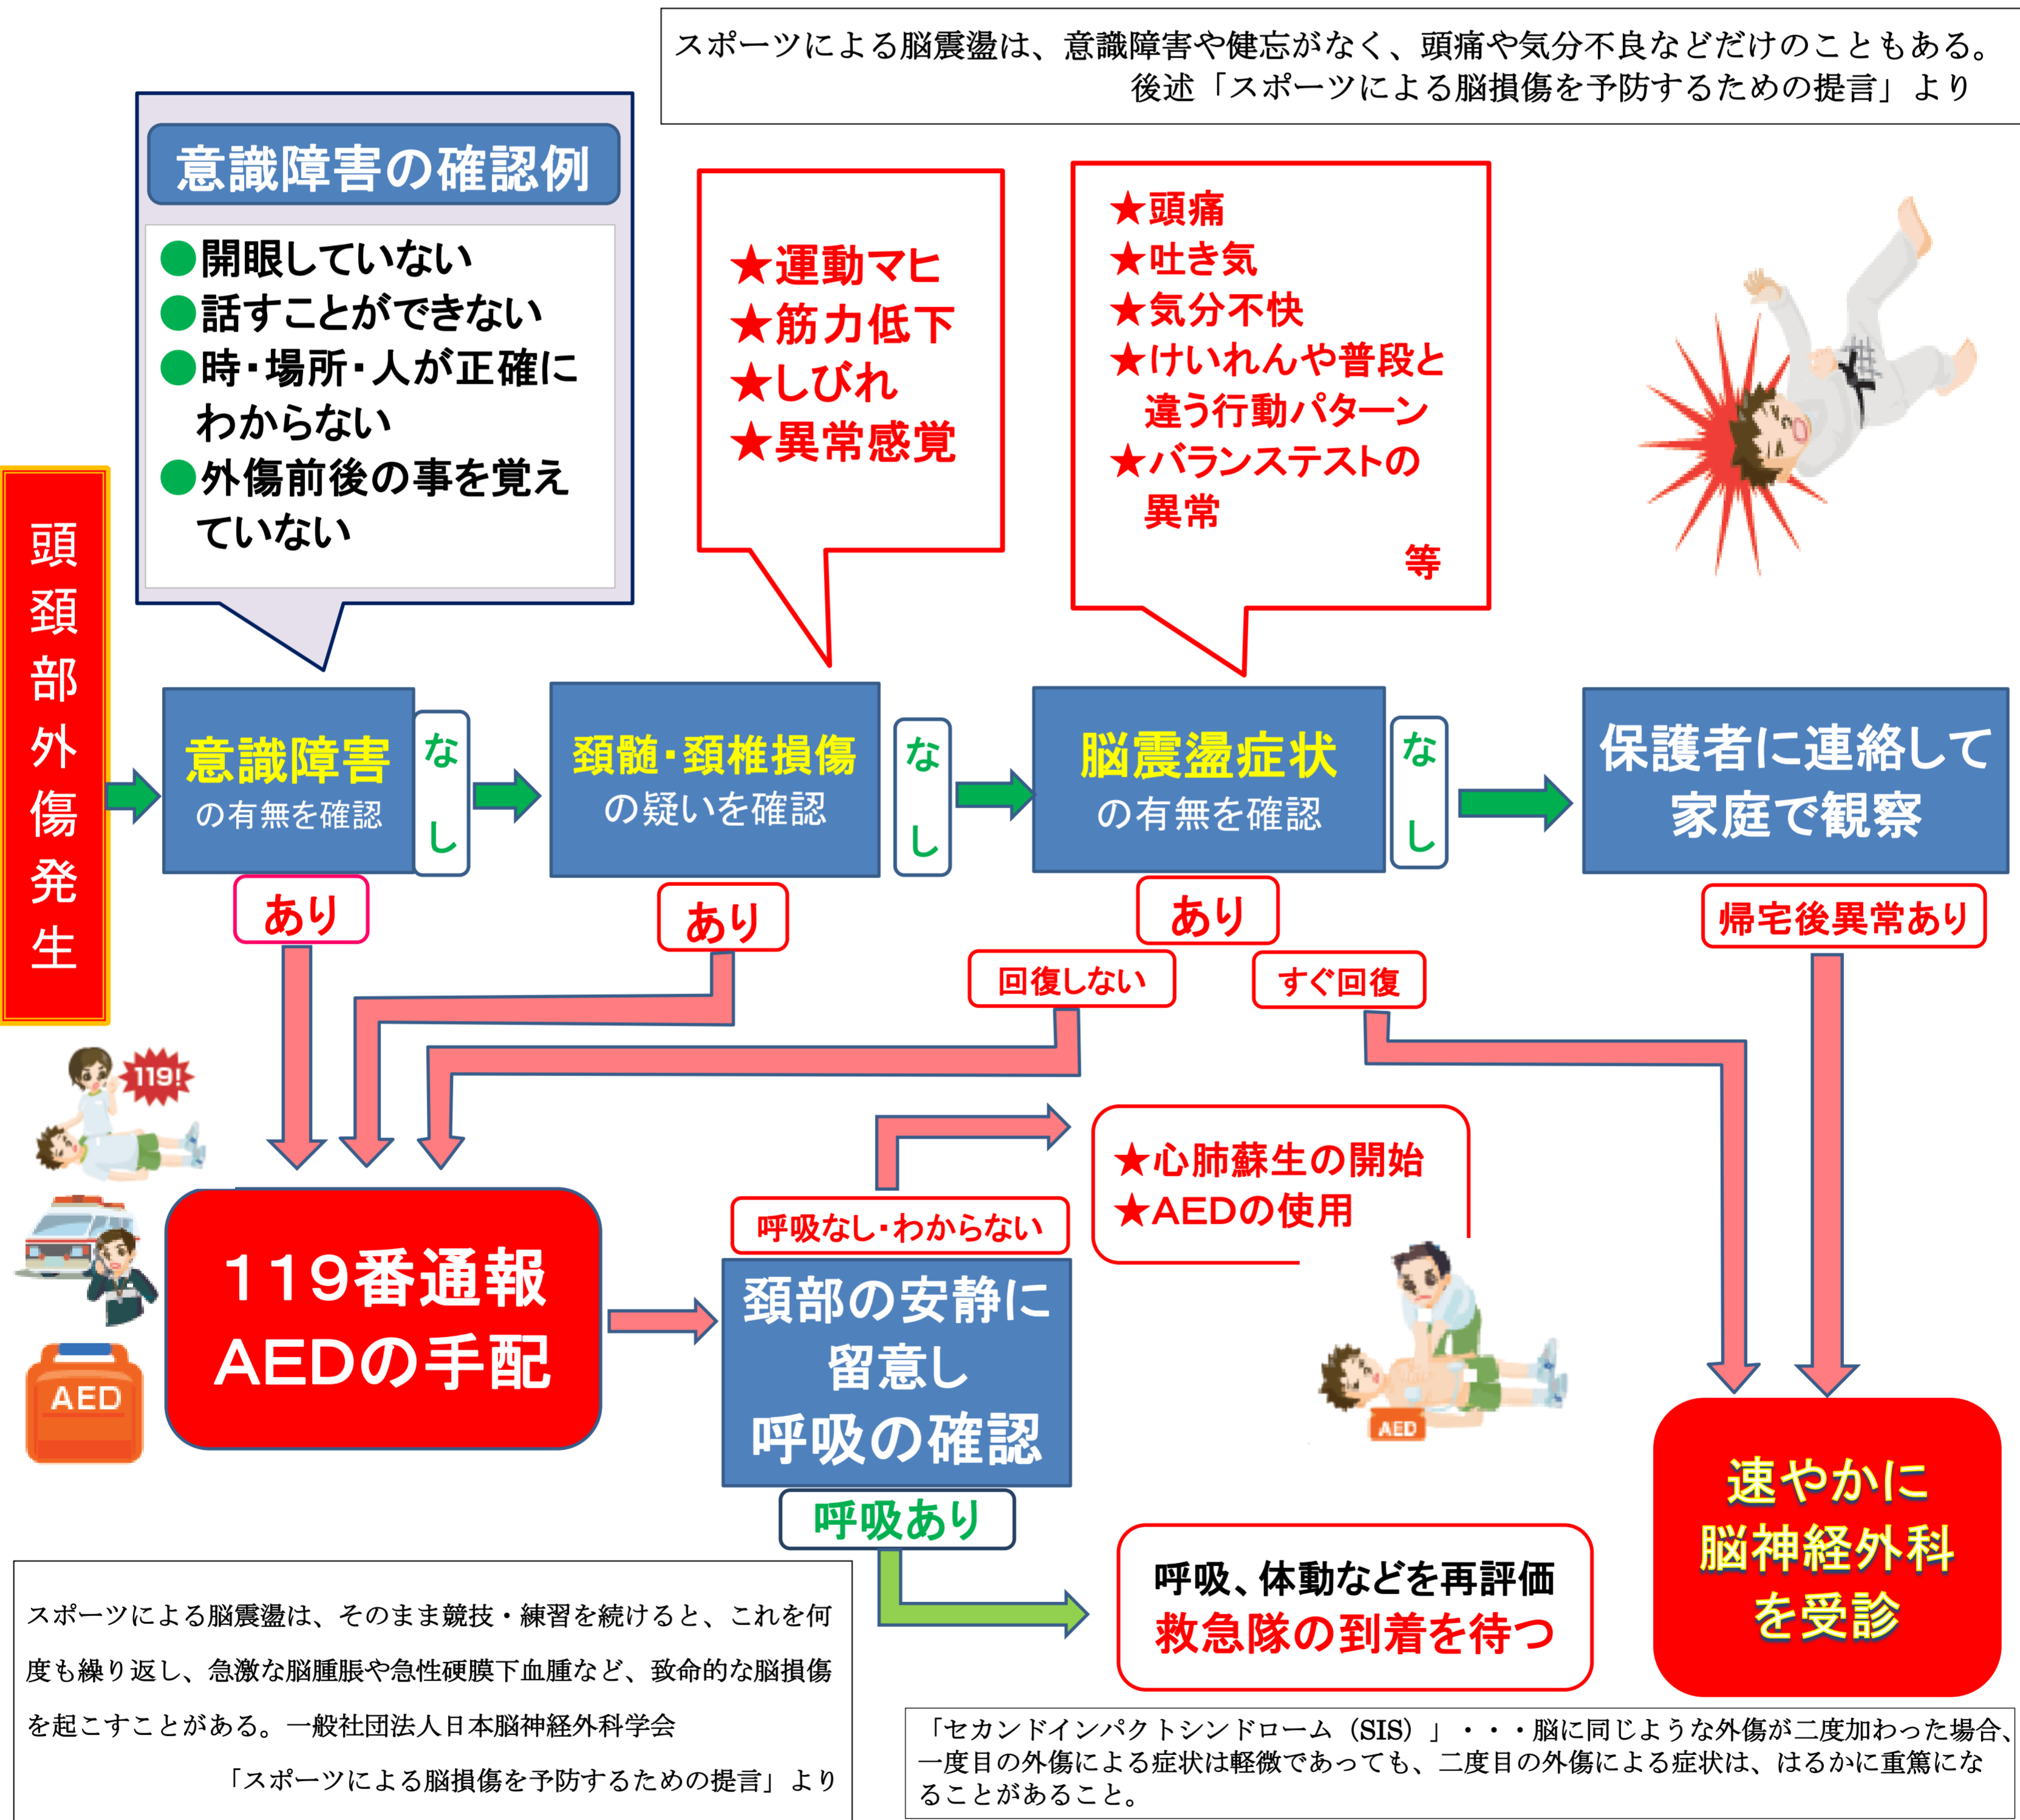 スポーツによる脳震盪は、意識障害や健忘がなく、頭痛や気分不良などだけのこともある。
後述「スポーツによる脳損傷を予防するための提言」より
意識障害の確認例
●開眼していない
●話すことができない
●時・場所・人が正確に
わからない
●外傷前後の事を覚え
ていない
★運動マヒ
★筋力低下
★しびれ
★異常感覚
★頭痛
★吐き気
★気分不快
★けいれんや普段と
違う行動パターン
★バランステストの
異常
等
頭頚部外傷発生
意識障害
の有無を確認
なし
頚髄・頚椎損傷
の疑いを確認
なし
脳震盪症状
の有無を確認
なし
保護者に連絡して
家庭で観察
あり
あり
あり
帰宅後異常あり
回復しない
すぐ回復
119!
119番通報
AEDの手配
AED
呼吸なし・わからない
★心肺蘇生の開始
★AEDの使用
頚部の安静に
留意し
呼吸の確認
AED
呼吸あり
呼吸、体動などを再評価
救急隊の到着を待つ
速やかに
脳神経外科
を受診
スポーツによる脳震盪は、そのまま競技・練習を続けると、これを何
度も繰り返し、急激な脳腫脹や急性硬膜下血腫など、致命的な脳損傷
を起こすことがある。一般社団法人日本脳神経外科学会
「スポーツによる脳損傷を予防するための提言」より
「セカンドインパクトシンドローム（SIS）」・・・脳に同じような外傷が二度加わった場合、
一度目の外傷による症状は軽微であっても、二度目の外傷による症状は、はるかに重篤にな
ることがあること。